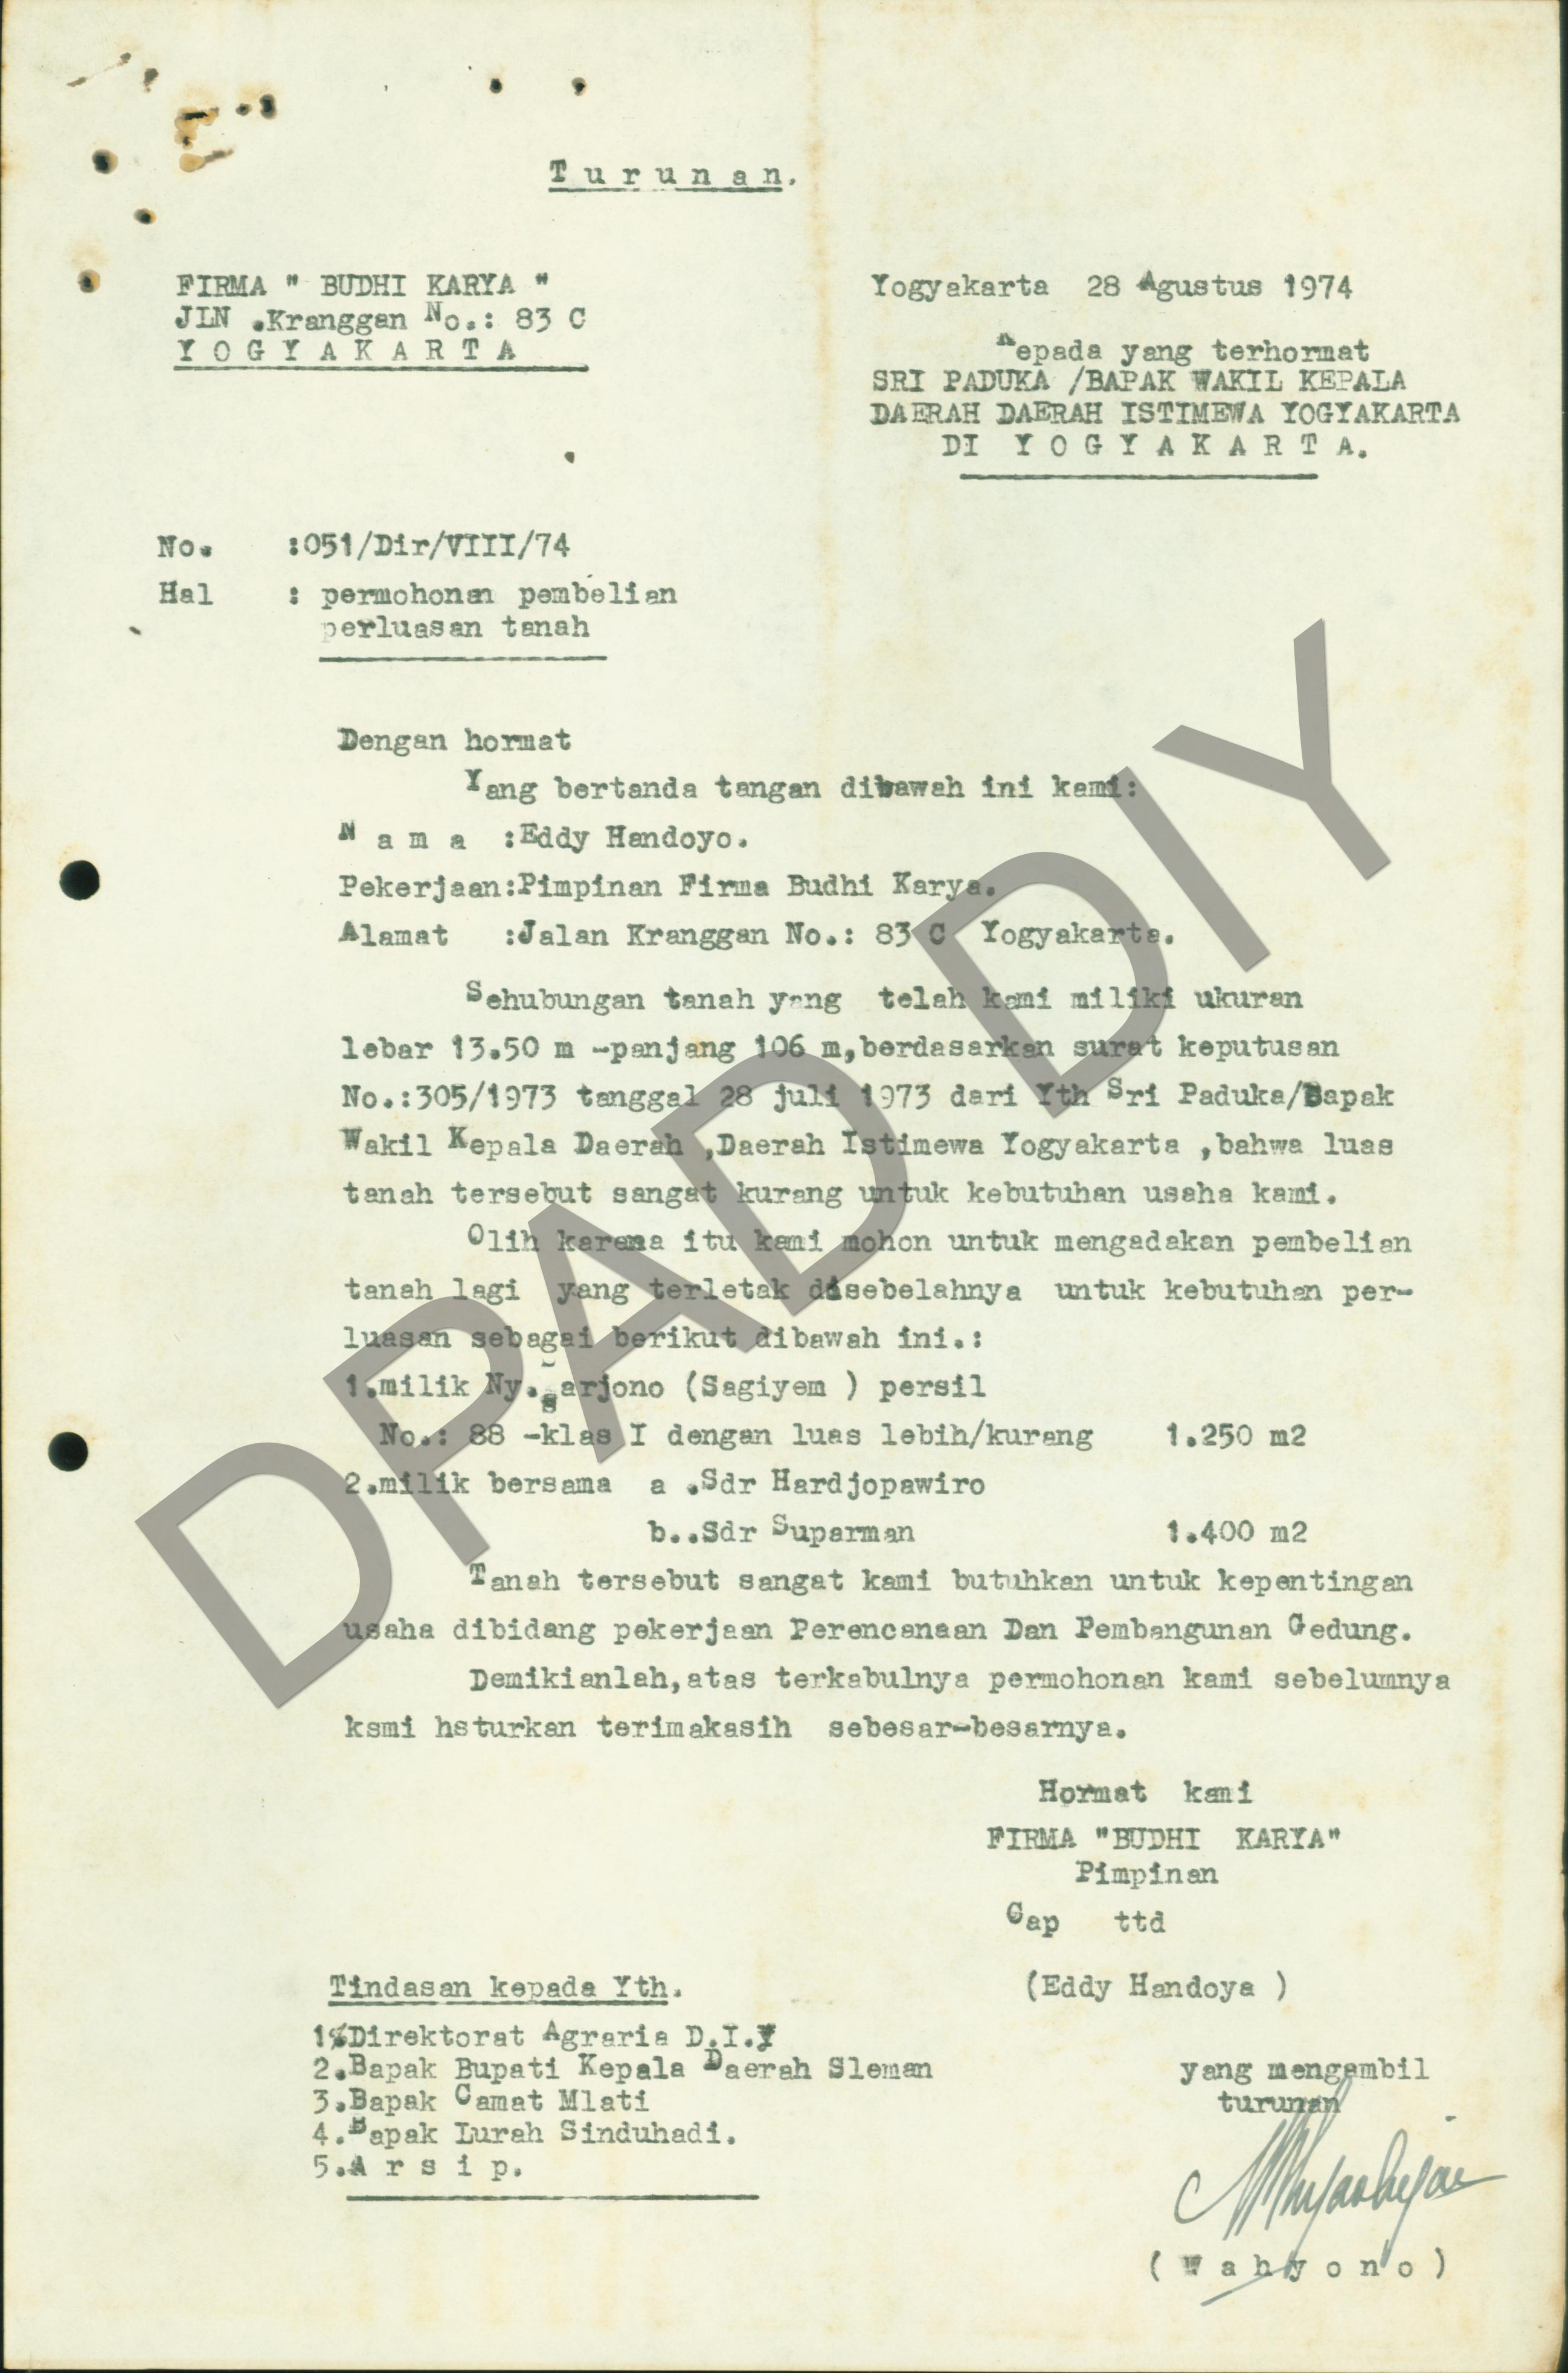 Turunan.
FIRMA " BUDHI KARYA "
JLN .Kranggan No.: 83 C
YOGYAKARTA
Yogyakarta 28 Agustus 1974
Kepada yang terhormat
SRI PADUKA /BAPAK WAKIL KEPALA
DAERAH DAERAH ISTIMEWA YOGYAKARTA
DI YOGYAKARTA.
No. :051/Dir/VIII/74
Hal : permohonan pembelian
perluasan tanah
Dengan hormat
Yang bertanda tangan dibawah ini kami:
N a m a :Eddy Handoyo.
Pekerjaan:Pimpinan Firma Budhi Karya.
Alamat :Jalan Kranggan No.: 83 C Yogyakarta.
Sehubungan tanah yang telah kami miliki ukuran
lebar 13.50 m -panjang 106 m,berdasarkan surat keputusan
No.:305/1973 tanggal 28 juli 1973 dari Yth Sri Paduka/Bapak
Wakil Kepala Daerah ,Daerah Istimewa Yogyakarta ,bahwa luas
tanah tersebut sangat kurang untuk kebutuhan usaha kami.
Olih karena itu kami mohon untuk mengadakan pembelian
tanah lagi yang terletak disebelahnya untuk kebutuhan per-
luasan sebagai berikut dibawah ini.:
1.milik Ny.sarjono (Sagiyem ) persil
No.: 88 -klas I dengan luas lebih/kurang 1.250 m2
2.milik bersama a .Sdr Hardjopawiro
b..Sdr Suparman 1.400 m2
Tanah tersebut sangat kami butuhkan untuk kepentingan
usaha dibidang pekerjaan Perencanaan Dan Pembangunan Gedung.
Demikianlah,atas terkabulnya permohonan kami sebelumnya
ksmi hsturkan terimakasih sebesar-besarnya.
Hormat kami
FIRMA "BUDHI KARYA"
Pimpinan
Cap ttd
(Eddy Handoya )
Tindasan kepada Yth.
1.Direktorat Agraria D.I.Y
2.Bapak Bupati Kepala Daerah Sleman
3.Bapak Camat Mlati
4.Bapak Lurah Sinduhadi.
5.A r s i p.
yang mengambil
turunan
( W a h y o n o )
DPAD DIY